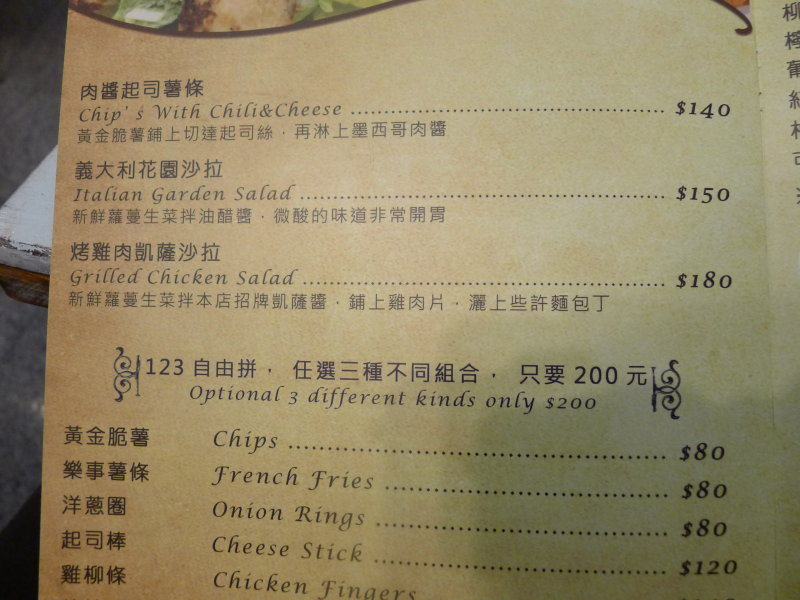 肉醬起司薯條
Chip's With Chili&Cheese ........................................ $140
黃金脆薯鋪上切達起司絲．再淋上墨西哥肉醬
義大利花園沙拉
Italian Garden Salad ............................................... $150
新鮮蘿蔓生菜拌油醋醬．微酸的味道非常開胃
烤雞肉凱薩沙拉
Grilled Chicken Salad .............................................. $180
新鮮蘿蔓生菜拌本店招牌凱薩醬．鋪上雞肉片．灑上些許麵包丁
123 自由拼， 任選三種不同組合， 只要 200 元
Optional 3 different kinds only $200
黃金脆薯 Chips ................................................ $80
樂事薯條 French Fries .................................... $80
洋蔥圈 Onion Rings ..................................... $80
起司棒 Cheese Stick ..................................... $120
雞柳條 Chicken Fingers